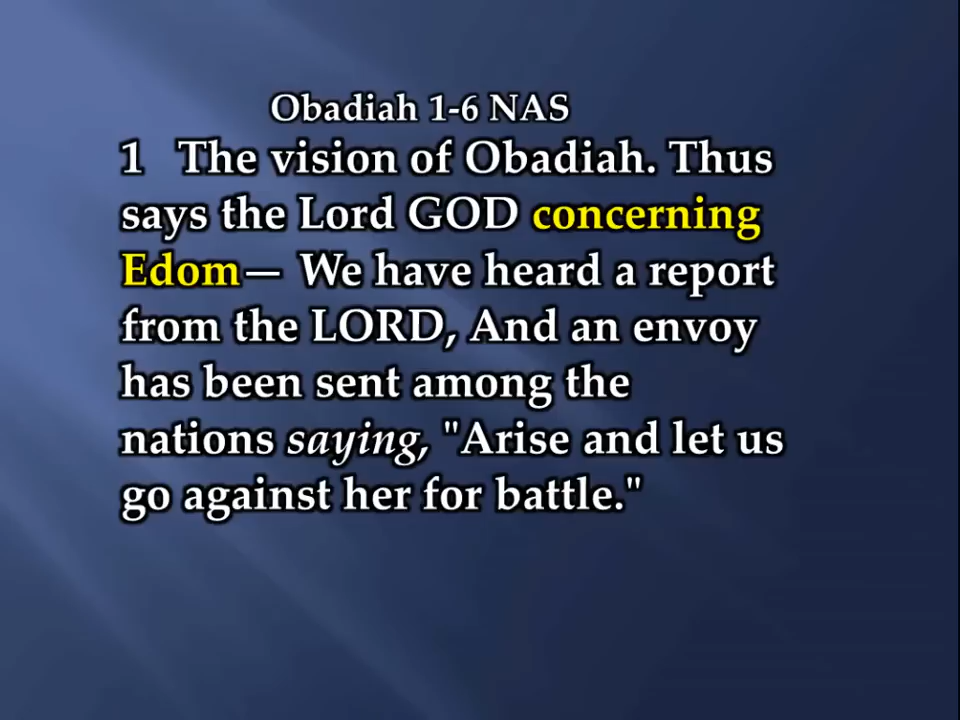 Obadiah 1-6 NAS
1 The vision of Obadiah. Thus
says the Lord GOD concerning
Edom— We have heard a report
from the LORD, And an envoy
has been sent among the
nations saying, "Arise and let us
go against her for battle."